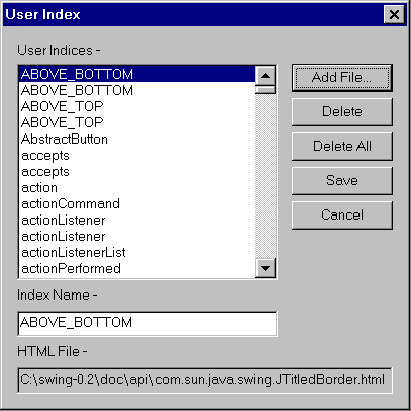 User Index
User Indices -
ABOVE_BOTTOM
ABOVE_BOTTOM
ABOVE_TOP
ABOVE_TOP
AbstractButton
accepts
accepts
action
actionCommand
actionListener
actionListener
actionListenerList
actionPerformed
Add File...
Delete
Delete All
Save
Cancel
Index Name -
ABOVE_BOTTOM
HTML File -
C:\swing-0.2\doc\api\com.sun.java.swing.JTitledBorder.html